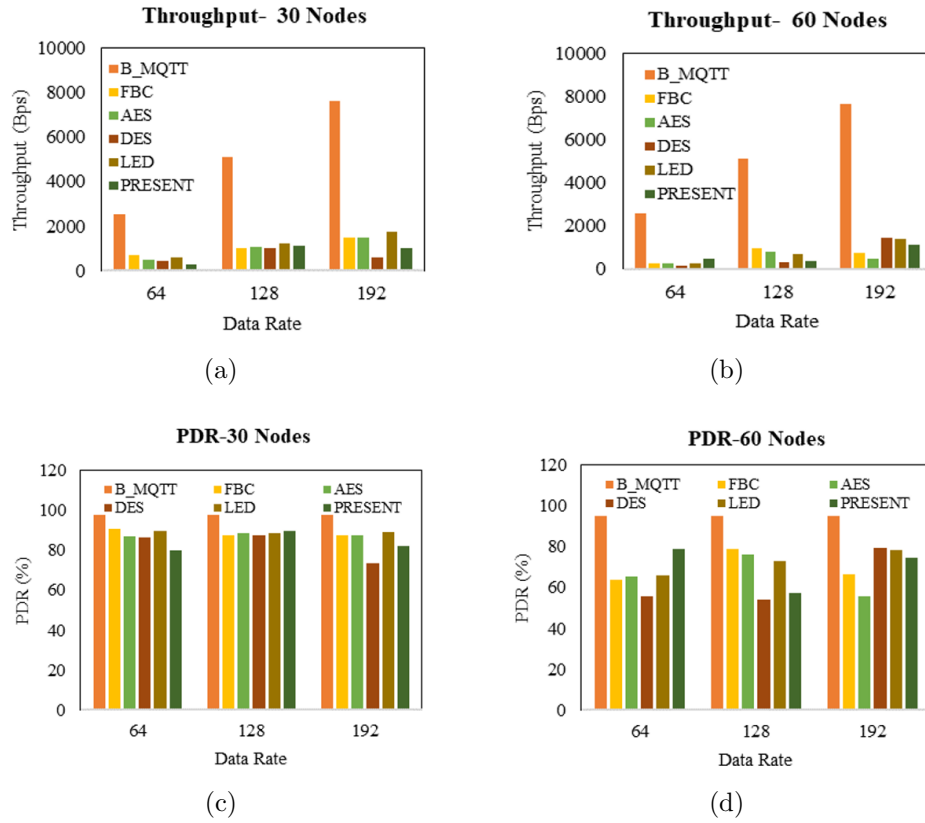 Throughput- 30 Nodes
10000
8000
6000
4000
2000
0
Throughput (Bps)
B_MQTT
FBC
AES
DES
LED
PRESENT
64 128 192
Data Rate
(a)
Throughput- 60 Nodes
10000
8000
6000
4000
2000
0
Throughput (Bps)
B_MQTT
FBC
AES
DES
LED
PRESENT
64 128 192
Data Rate
(b)
PDR-30 Nodes
120
100
80
60
40
20
0
PDR (%)
B_MQTT FBC AES
DES LED PRESENT
64 128 192
Data Rate
(c)
PDR-60 Nodes
120
100
80
60
40
20
0
PDR (%)
B_MQTT FBC AES
DES LED PRESENT
64 128 192
Data Rate
(d)